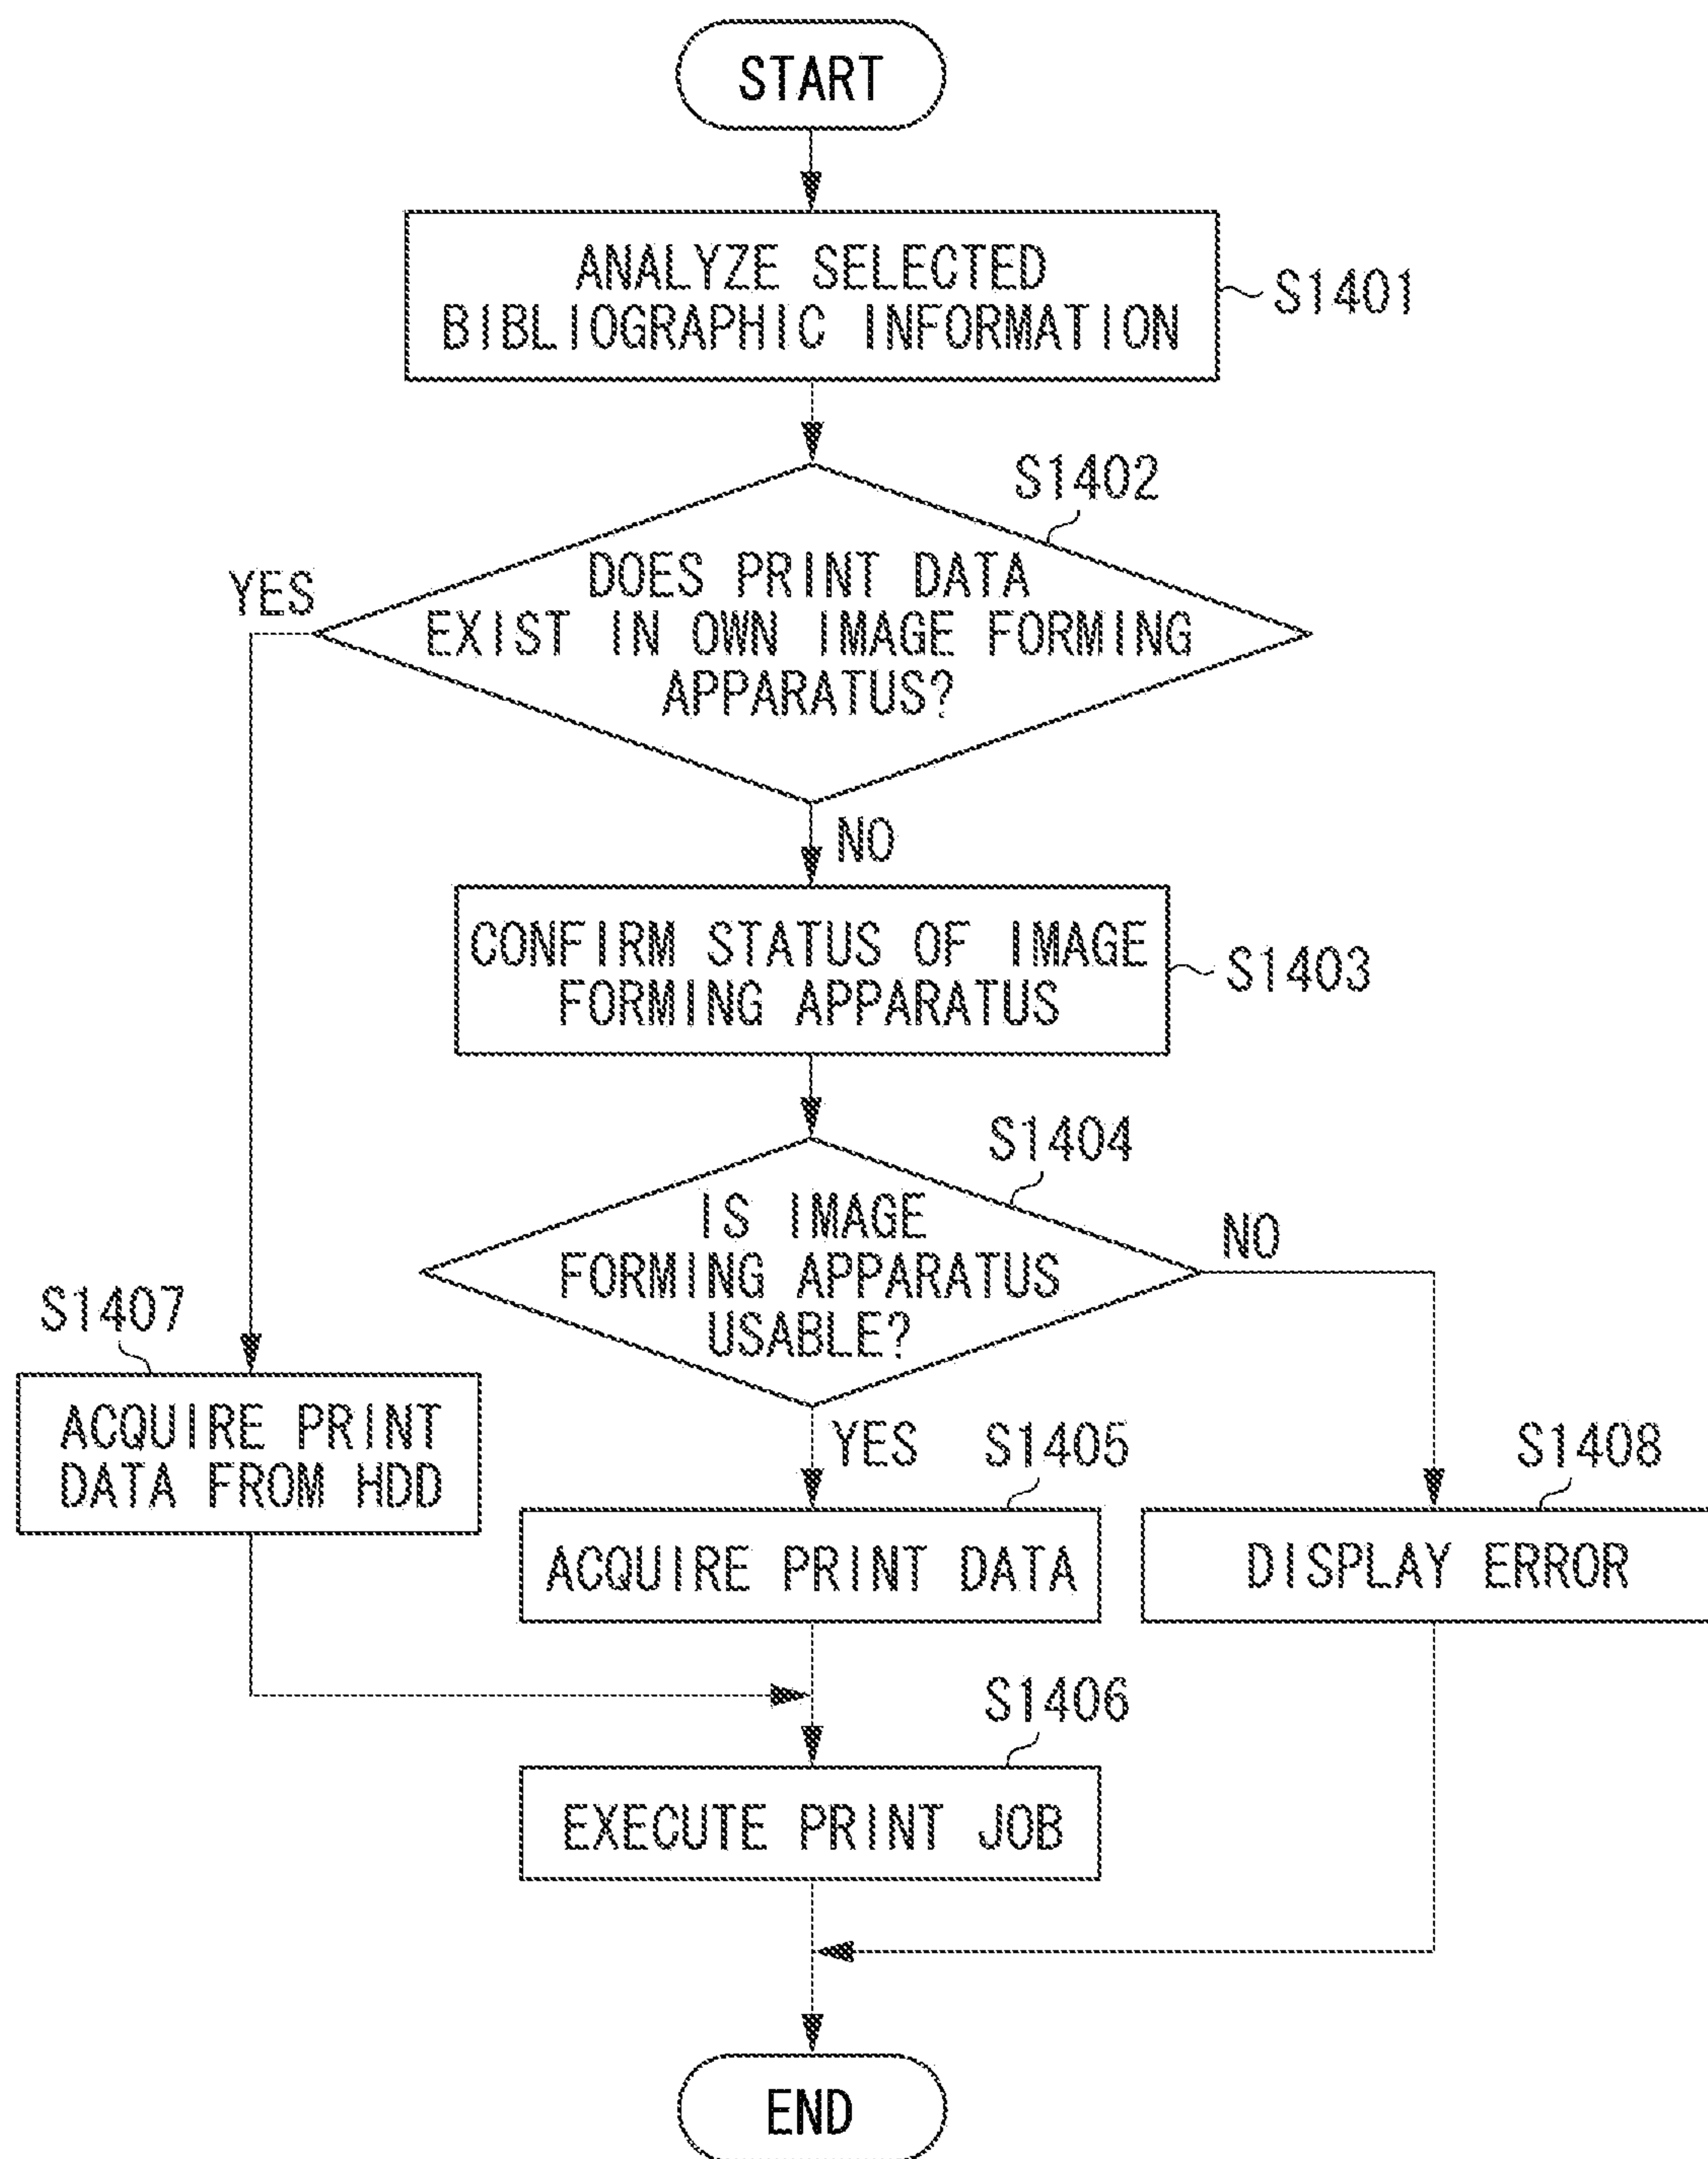 START
ANALYZE SELECTED
BIBLIOGRAPHIC INFORMATION
S1401
S1402
DOES PRINT DATA
EXIST IN OWN IMAGE FORMING
APPARATUS?
YES
NO
CONFIRM STATUS OF IMAGE
FORMING APPARATUS
S1403
S1404
IS IMAGE
FORMING APPARATUS
USABLE?
NO
S1407
ACQUIRE PRINT
DATA FROM HDD
YES
S1405
ACQUIRE PRINT DATA
S1408
DISPLAY ERROR
S1406
EXECUTE PRINT JOB
END